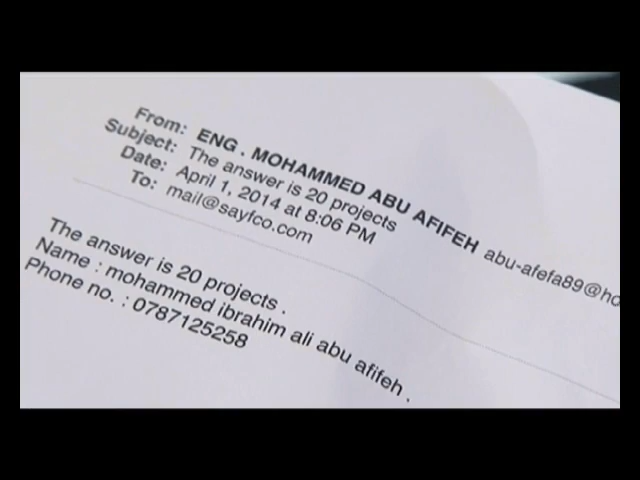 From: ENG . MOHAMMED ABU AFIFEH abu-afefa89@ho
Subject: The answer is 20 projects
Date: April 1, 2014 at 8:06 PM
To: mail@sayfco.com
The answer is 20 projects .
Name : mohammed ibrahim ali abu afifeh .
Phone no. : 0787125258